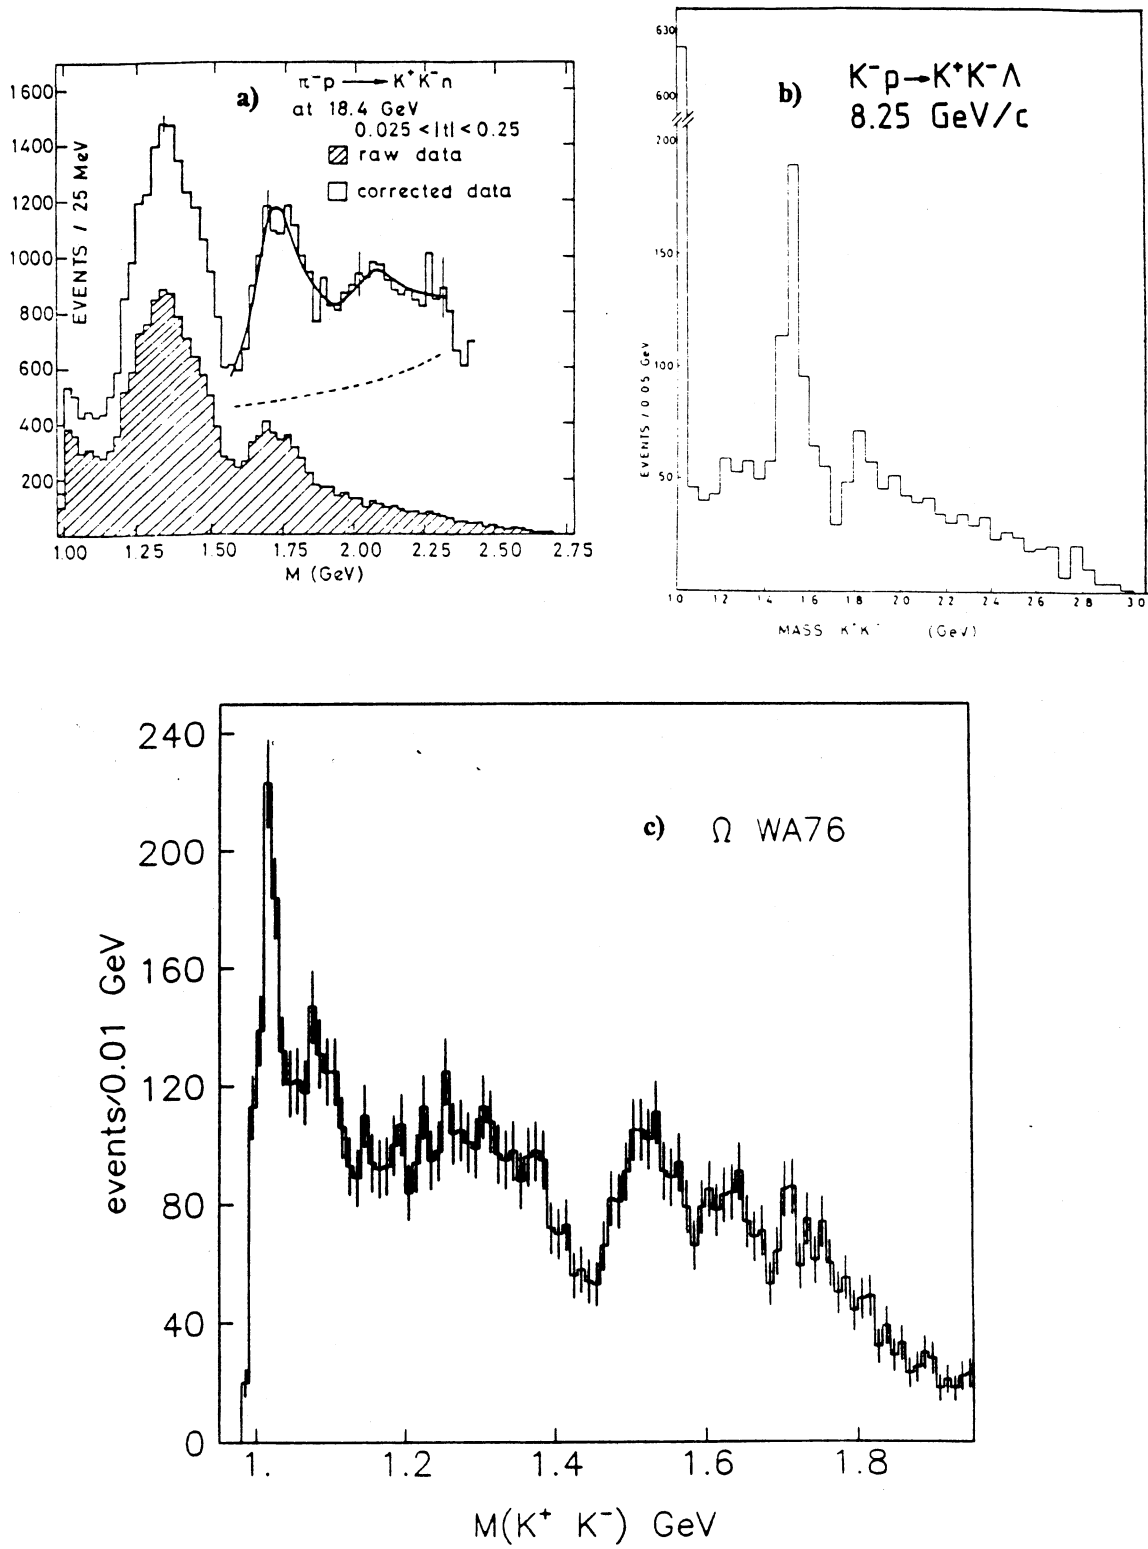 a)
π⁻p → K⁺K⁻n
at 18.4 GeV
0.025 < |t| < 0.25
raw data
corrected data
EVENTS / 25 MeV
1600
1400
1200
1000
800
600
400
200
1.00 1.25 1.50 1.75 2.00 2.25 2.50 2.75
M (GeV)
b)
K⁻p → K⁺K⁻Λ
8.25 GeV/c
EVENTS / 0.05 GeV
630
600
200
150
100
50
1.0 1.2 1.4 1.6 1.8 2.0 2.2 2.4 2.6 2.8 3.0
MASS K⁺K⁻ (GeV)
c) Ω WA76
events/0.01 GeV
240
200
160
120
80
40
0
1. 1.2 1.4 1.6 1.8
M(K⁺ K⁻) GeV